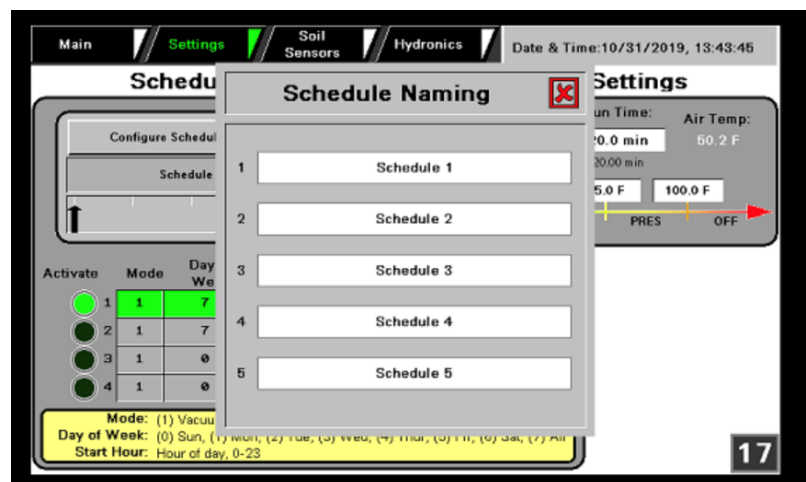 Main
Settings
Soil
Sensors
Hydronics
Date & Time:10/31/2019, 13:43:45
Schedu
Settings
Schedule Naming
Configure Schedul
Schedule
un Time:
Air Temp:
0.0 min
50.2 F
20.00 min
5.0 F
100.0 F
PRES
OFF
1 Schedule 1
2 Schedule 2
3 Schedule 3
4 Schedule 4
5 Schedule 5
Activate
Mode
Day
We
1 1 7
2 1 7
3 1 0
4 1 0
Mode: (1) Vacuu
Day of Week: (0) Sun, (1) Mon, (2) Tue, (3) Wed, (4) Thur, (5) Fri, (6) Sat, (7) All
Start Hour: Hour of day, 0-23
17